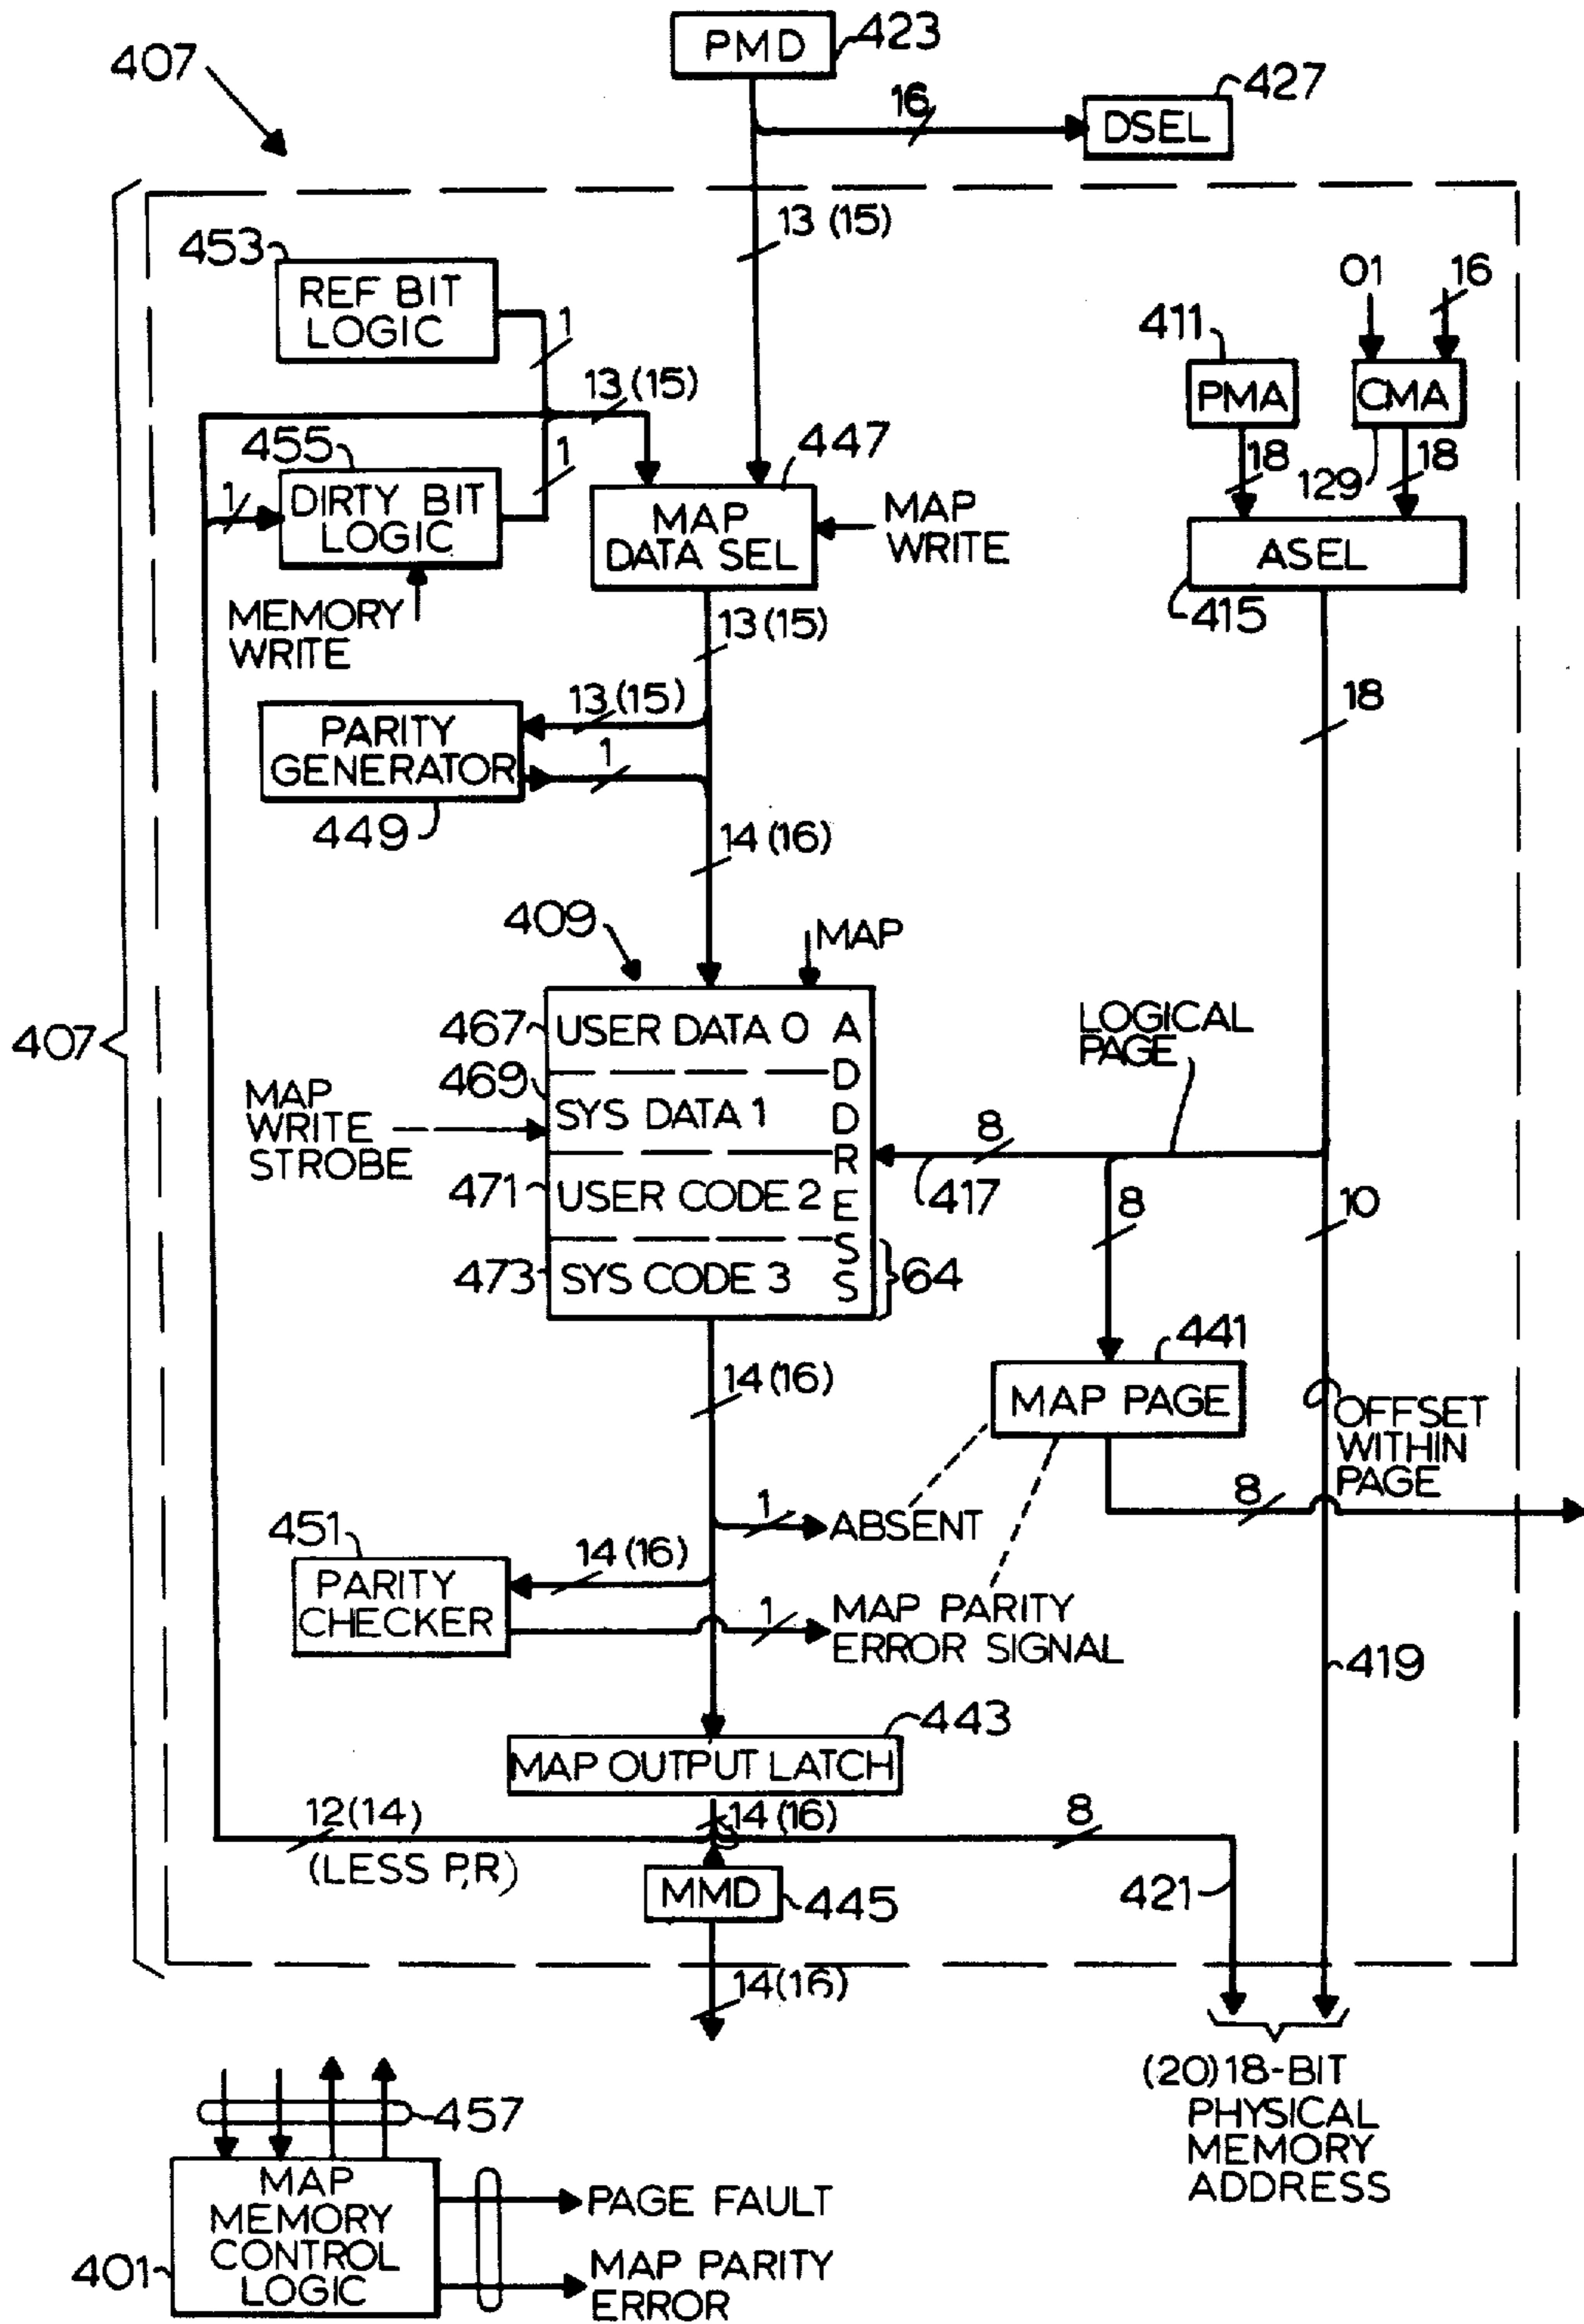 PMD
423
407
16
427
DSEL
13 (15)
453
REF BIT
LOGIC
1
01
16
411
PMA
CMA
13 (15)
455
1
447
18
129
18
1
DIRTY BIT
LOGIC
MAP
DATA SEL
MAP
WRITE
ASEL
415
MEMORY
WRITE
13 (15)
13 (15)
18
PARITY
GENERATOR
1
449
14 (16)
409
MAP
407
467
USER DATA 0
ADDRESS
LOGICAL
PAGE
469
SYS DATA 1
MAP
WRITE
STROBE
8
417
471
USER CODE 2
8
10
473
SYS CODE 3
64
441
14 (16)
MAP PAGE
OFFSET
WITHIN
PAGE
8
1
ABSENT
451
14 (16)
PARITY
CHECKER
1
MAP PARITY
ERROR SIGNAL
419
443
MAP OUTPUT LATCH
12 (14)
(LESS P,R)
14 (16)
8
MMD
445
421
14 (16)
(20) 18-BIT
PHYSICAL
MEMORY
ADDRESS
457
MAP
MEMORY
CONTROL
LOGIC
401
PAGE FAULT
MAP PARITY
ERROR